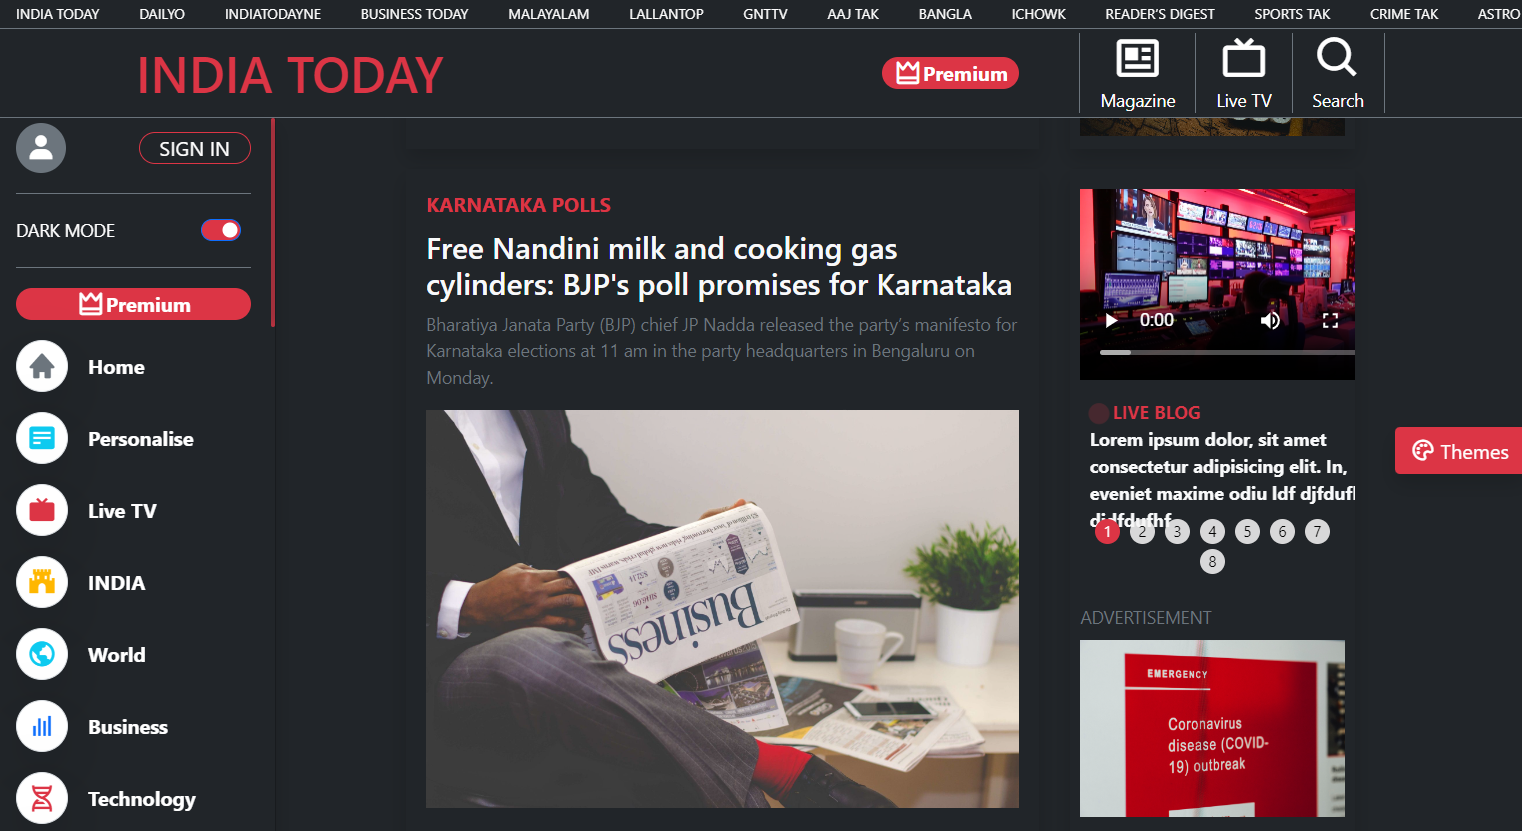 INDIA TODAY DAILYO INDIATODAYNE BUSINESS TODAY MALAYALAM LALLANTOP GNTTV AAJ TAK BANGLA ICHOWK READER'S DIGEST SPORTS TAK CRIME TAK ASTRO
INDIA TODAY
Premium
Magazine
Live TV
Search
SIGN IN
DARK MODE
Premium
Home
Personalise
Live TV
INDIA
World
Business
Technology
KARNATAKA POLLS
Free Nandini milk and cooking gas
cylinders: BJP's poll promises for Karnataka
Bharatiya Janata Party (BJP) chief JP Nadda released the party’s manifesto for
Karnataka elections at 11 am in the party headquarters in Bengaluru on
Monday.
Business
0:00
LIVE BLOG
Lorem ipsum dolor, sit amet
consectetur adipisicing elit. In,
eveniet maxime odiu ldf djfdufl
1 2 3 4 5 6 7
8
ADVERTISEMENT
EMERGENCY
Coronavirus
disease (COVID-
19) outbreak
Themes